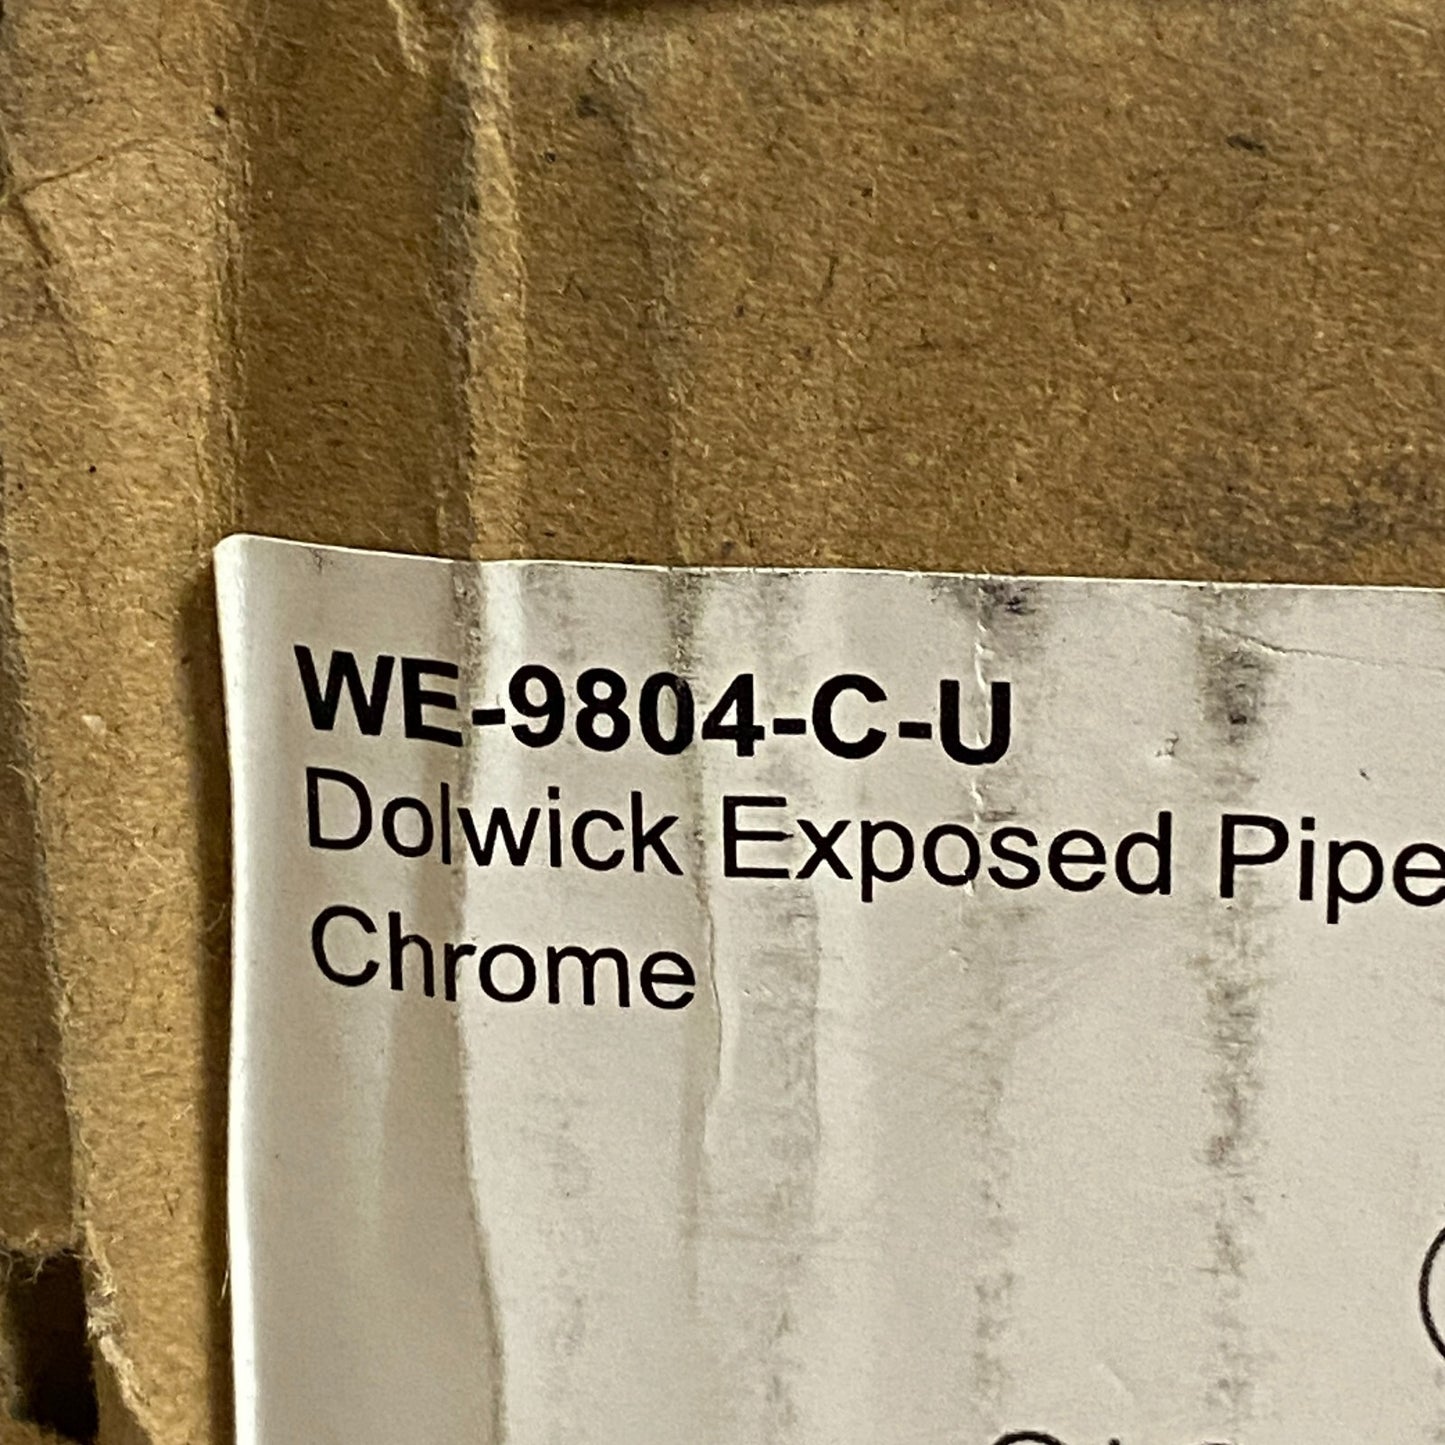 WE-9804-C-U
Dolwick Exposed Pipe
Chrome